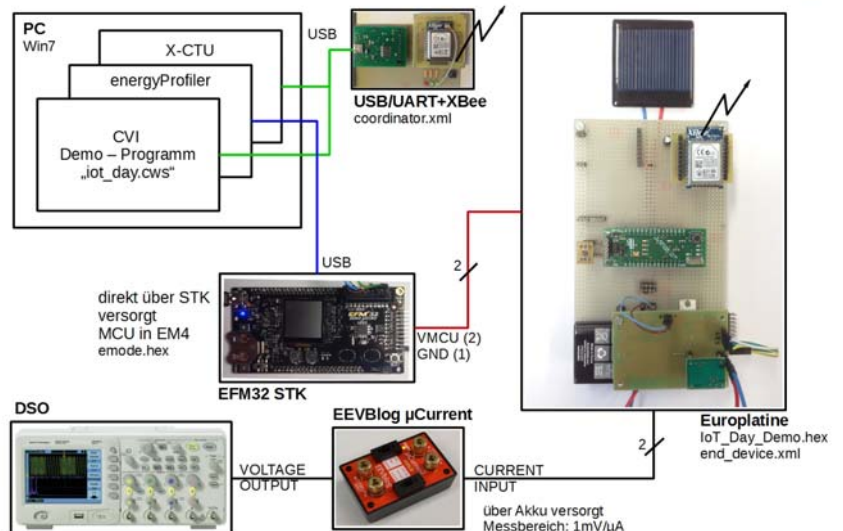 PC
Win7
X-CTU
energyProfiler
CVI
Demo – Programm
„iot_day.cws“
USB
USB/UART+XBee
coordinator.xml
USB
direkt über STK
versorgt
MCU in EM4
emode.hex
2
VMCU (2)
GND (1)
EFM32 STK
Europlatine
IoT_Day_Demo.hex
end_device.xml
DSO
EEVBlog µCurrent
2
VOLTAGE
OUTPUT
CURRENT
INPUT
über Akku versorgt
Messbereich: 1mV/µA